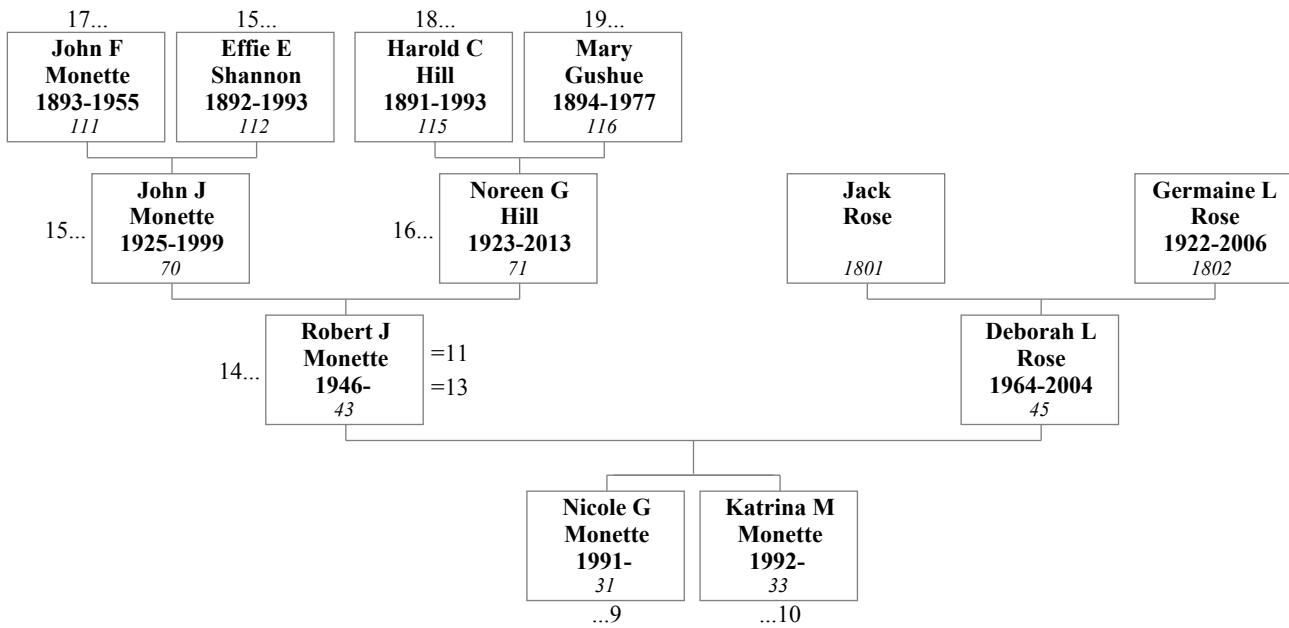 17...
15...
18...
19...
John F
Monette
1893-1955
111
Effie E
Shannon
1892-1993
112
Harold C
Hill
1891-1993
115
Mary
Gushue
1894-1977
116
15...
John J
Monette
1925-1999
70
16...
Noreen G
Hill
1923-2013
71
Jack
Rose
1801
Germaine L
Rose
1922-2006
1802
14...
Robert J
Monette
1946-
43
=11
=13
Deborah L
Rose
1964-2004
45
Nicole G
Monette
1991-
31
...9
Katrina M
Monette
1992-
33
...10